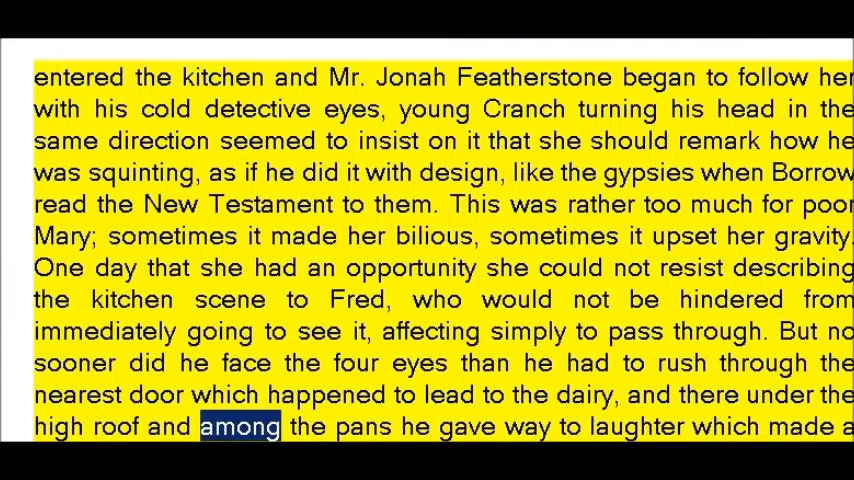 entered the kitchen and Mr. Jonah Featherstone began to follow her
with his cold detective eyes, young Cranch turning his head in the
same direction seemed to insist on it that she should remark how he
was squinting, as if he did it with design, like the gypsies when Borrow
read the New Testament to them. This was rather too much for poor
Mary; sometimes it made her bilious, sometimes it upset her gravity.
One day that she had an opportunity she could not resist describing
the kitchen scene to Fred, who would not be hindered from
immediately going to see it, affecting simply to pass through. But no
sooner did he face the four eyes than he had to rush through the
nearest door which happened to lead to the dairy, and there under the
high roof and among the pans he gave way to laughter which made a